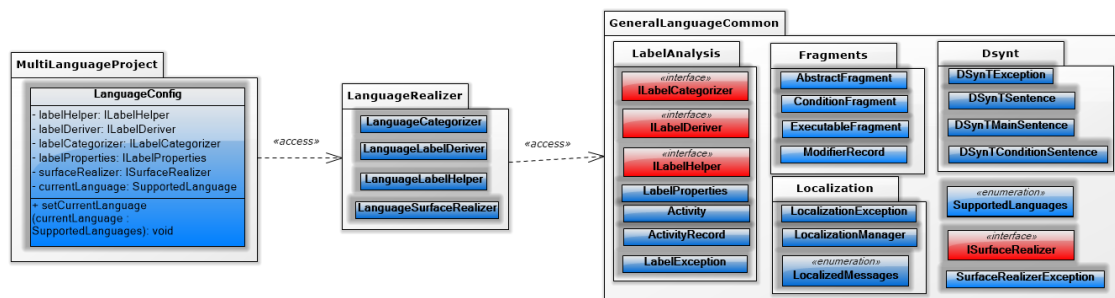 MultiLanguageProject
LanguageConfig
- labelHelper: ILabelHelper
- labelDeriver: ILabelDeriver
- labelCategorizer: ILabelCategorizer
- labelProperties: ILabelProperties
- surfaceRealizer: ISurfaceRealizer
- currentLanguage: SupportedLanguage
+ setCurrentLanguage
(currentLanguage :
SupportedLanguages): void
«access»
LanguageRealizer
LanguageCategorizer
LanguageLabelDeriver
LanguageLabelHelper
LanguageSurfaceRealizer
«access»
GeneralLanguageCommon
LabelAnalysis
«interface»
ILabelCategorizer
«interface»
ILabelDeriver
«interface»
ILabelHelper
LabelProperties
Activity
ActivityRecord
LabelException
Fragments
AbstractFragment
ConditionFragment
ExecutableFragment
ModifierRecord
Localization
LocalizationException
LocalizationManager
«enumeration»
LocalizedMessages
Dsynt
DSynTException
DSynTSentence
DSynTMainSentence
DSynTConditionSentence
«enumeration»
SupportedLanguages
«interface»
ISurfaceRealizer
SurfaceRealizerException